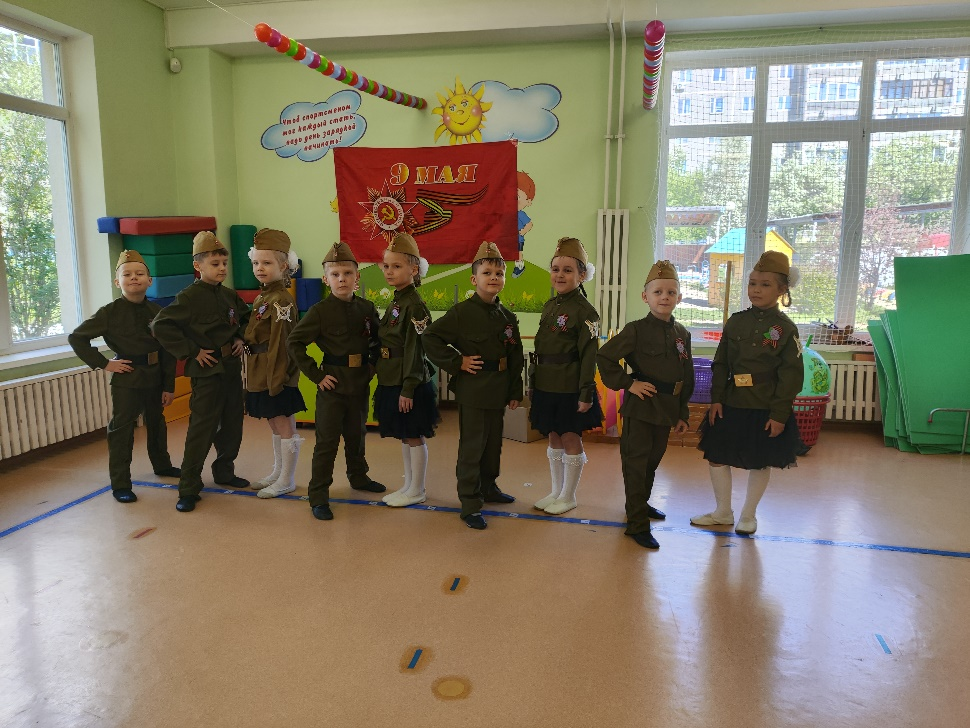 Чтоб спортсменом
мог каждый стать,
надо день зарядкой
начинать!
9 МАЯ